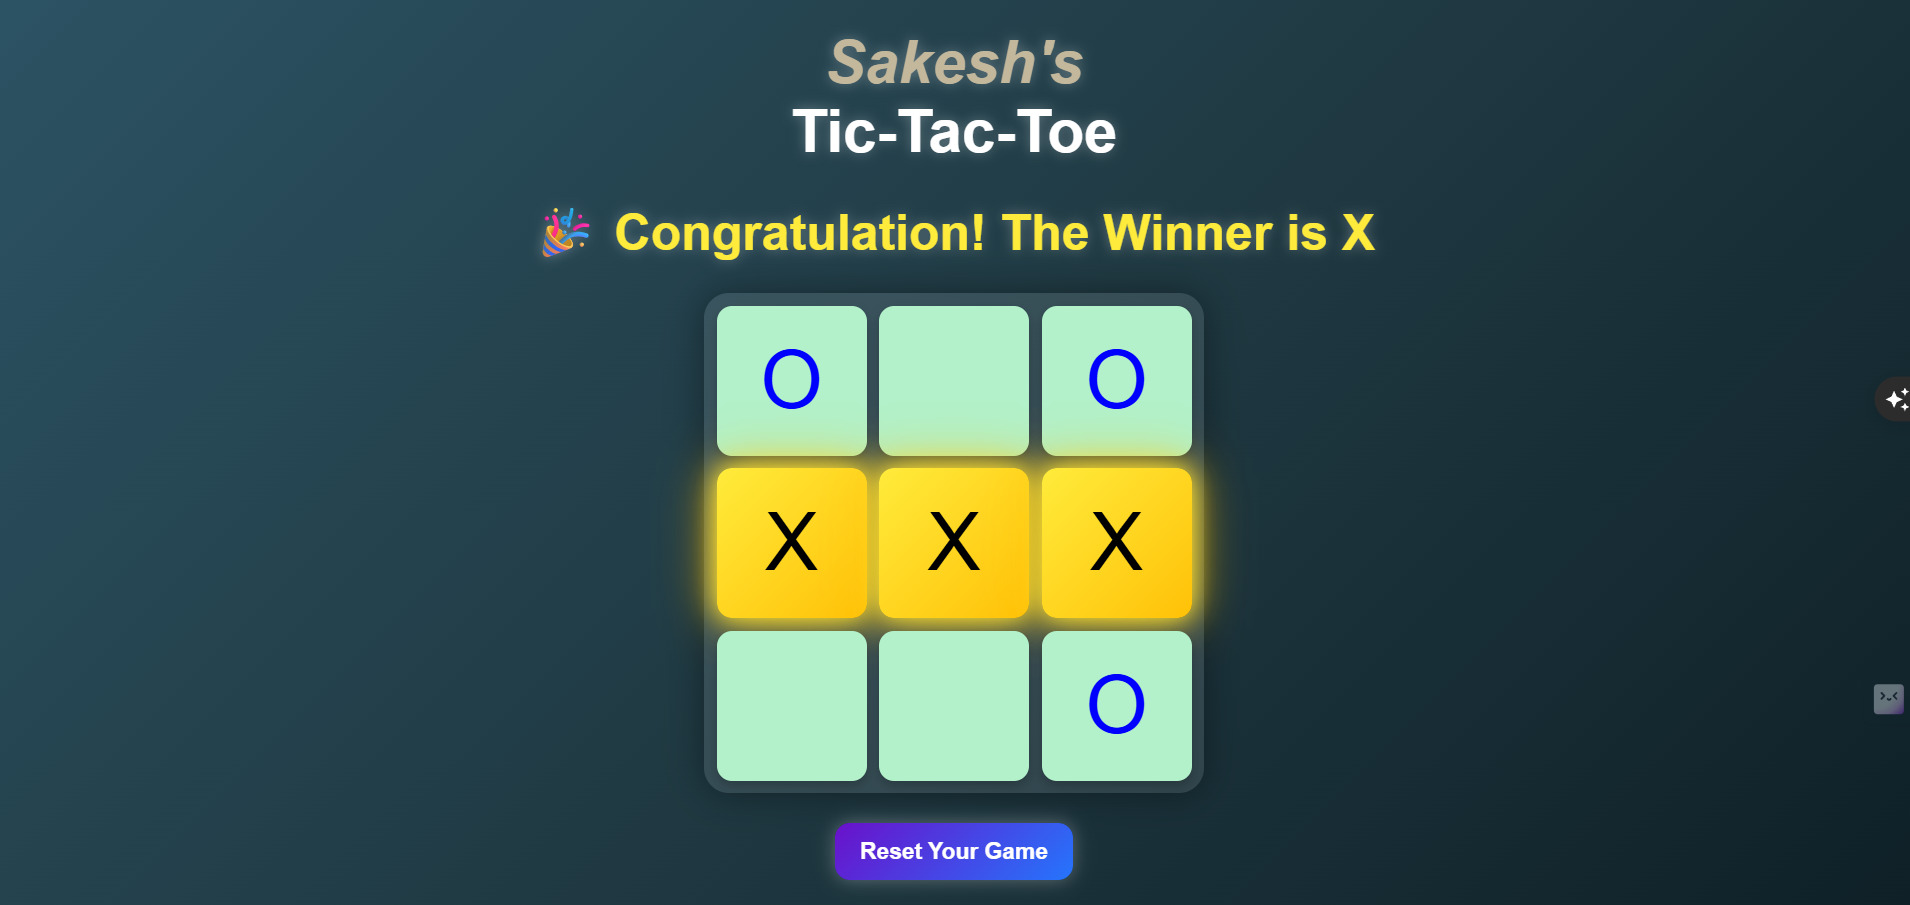 Sakesh's
Tic-Tac-Toe
🎉 Congratulation! The Winner is X
O O
X X X
O
Reset Your Game